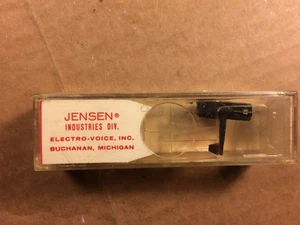 JENSEN®
INDUSTRIES DIV.
ELECTRO-VOICE, INC.
BUCHANAN, MICHIGAN